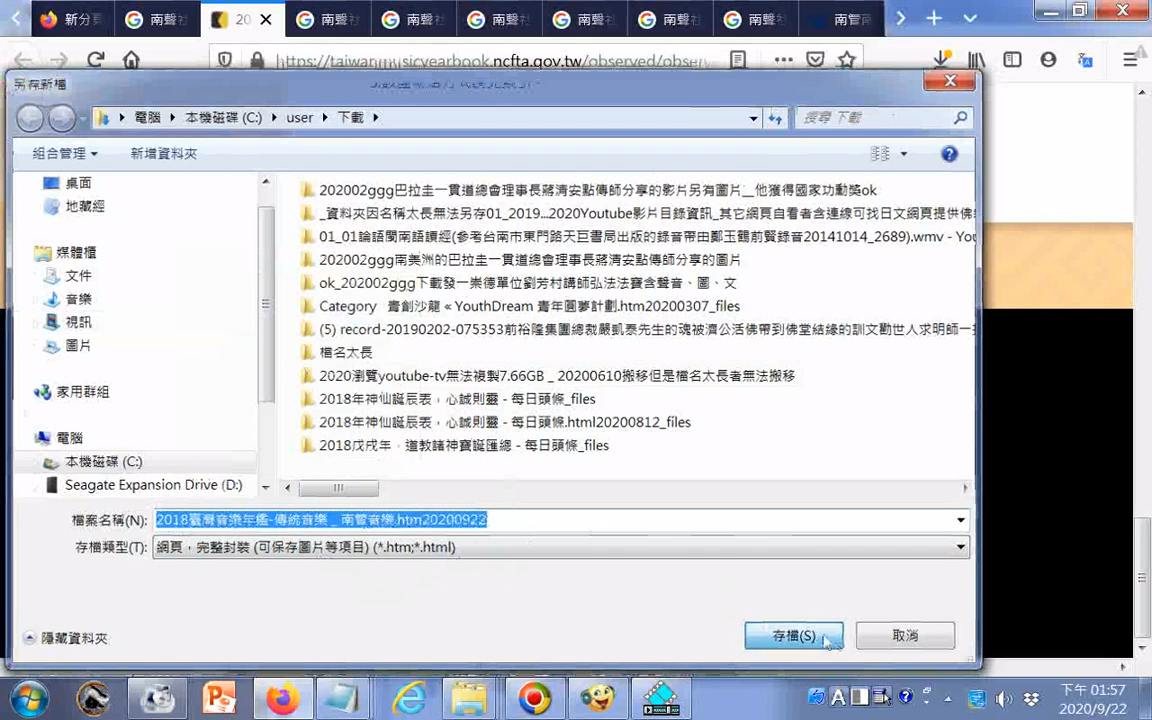 新分頁
南聲社
20
南聲社
南聲社
南聲社
南聲社
南聲社
南聲社
南管南
https://taiwanmusicyearbook.ncfta.gov.tw/observed/obser
另存新檔
電腦 本機磁碟 (C:) user 下載
搜尋 下載
組合管理 新增資料夾
桌面
地藏經
媒體櫃
文件
音樂
視訊
圖片
家用群組
電腦
本機磁碟 (C:)
Seagate Expansion Drive (D:)
202002ggg巴拉圭一貫道總會理事長蔣清安點傳師分享的影片另有圖片__他獲得國家功動獎ok
_資料夾因名稱太長無法另存01_2019...2020Youtube影片目錄資訊_其它網頁自看者含連線可找日文網頁提供佛
01_01論語閩南語讀經(參考台南市東門路天巨書局出版的錄音帶由鄭玉鶴前賢錄音20141014_2689).wmv - You
202002ggg南美洲的巴拉圭一貫道總會理事長蔣清安點傳師分享的圖片
ok_202002ggg下載發一崇德單位劉芳村講師弘法法寶含聲音、圖、文
Category 青創沙龍 « YouthDream 青年圓夢計劃.htm20200307_files
(5) record-20190202-075353前裕隆集團總裁嚴凱泰先生的魂被濟公活佛帶到佛堂結緣的訓文勸世人求明師一
檔名太長
2020瀏覽youtube-tv無法複製7.66GB _ 20200610搬移但是檔名太長者無法搬移
2018年神仙誕辰表，心誠則靈 - 每日頭條_files
2018年神仙誕辰表，心誠則靈 - 每日頭條.html20200812_files
2018戊戌年，道教諸神寶誕匯總 - 每日頭條_files
檔案名稱(N): 2018臺灣音樂年鑑-傳統音樂 _ 南管音樂.htm20200922
存檔類型(T): 網頁，完整封裝 (可保存圖片等項目) (*.htm;*.html)
隱藏資料夾
存檔(S)
取消
下午 01:57
2020/9/22